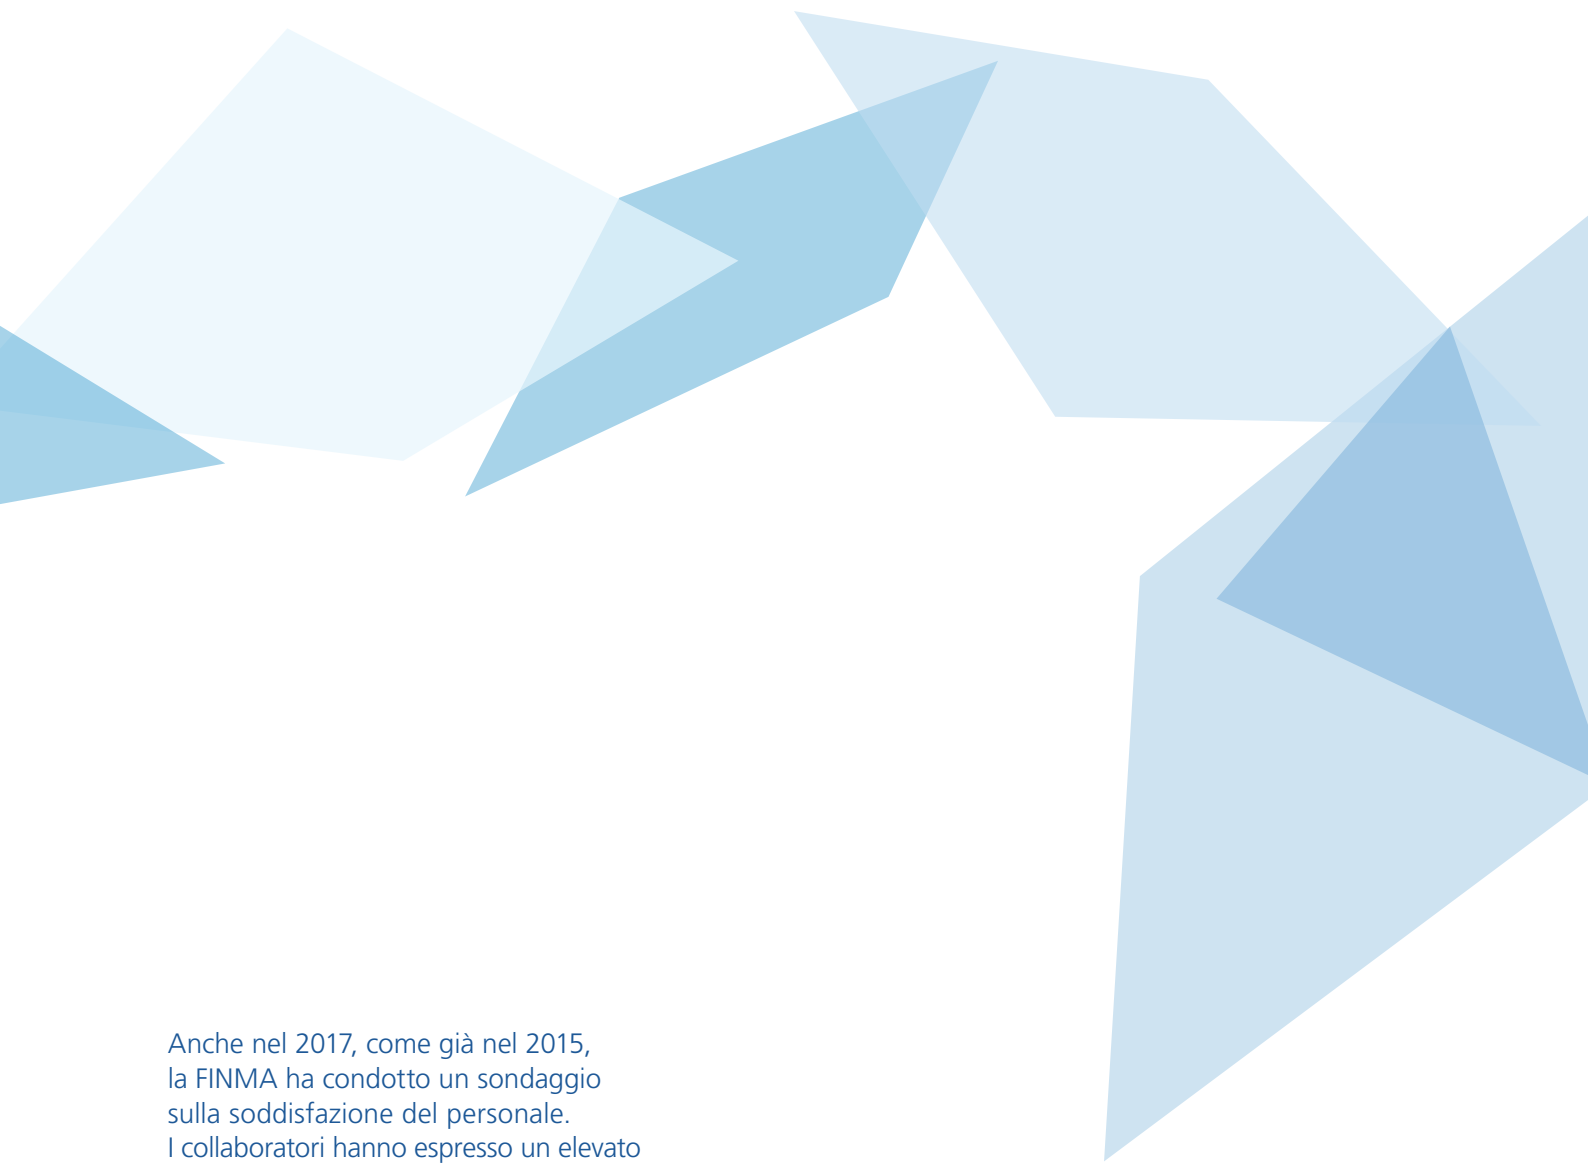 Anche nel 2017, come già nel 2015,
la FINMA ha condotto un sondaggio
sulla soddisfazione del personale.
I collaboratori hanno espresso un elevato